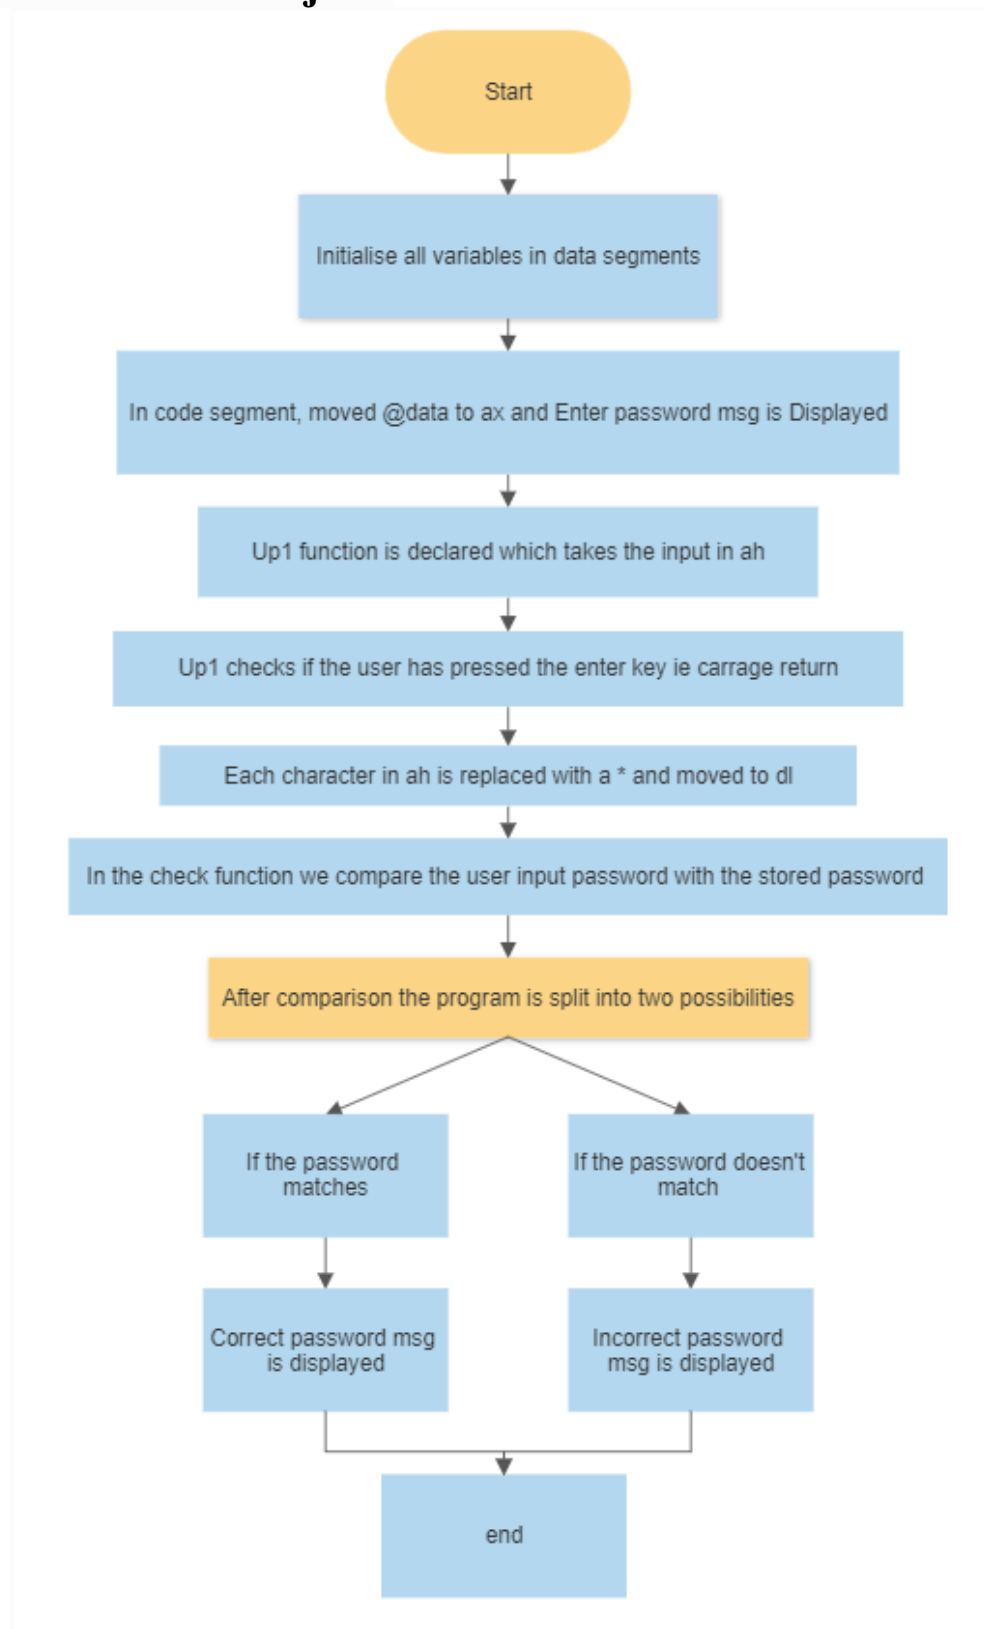 Start
Initialise all variables in data segments
In code segment, moved @data to ax and Enter password msg is Displayed
Up1 function is declared which takes the input in ah
Up1 checks if the user has pressed the enter key ie carrage return
Each character in ah is replaced with a * and moved to dl
In the check function we compare the user input password with the stored password
After comparison the program is split into two possibilities
If the password
matches
If the password doesn't
match
Correct password msg
is displayed
Incorrect password
msg is displayed
end